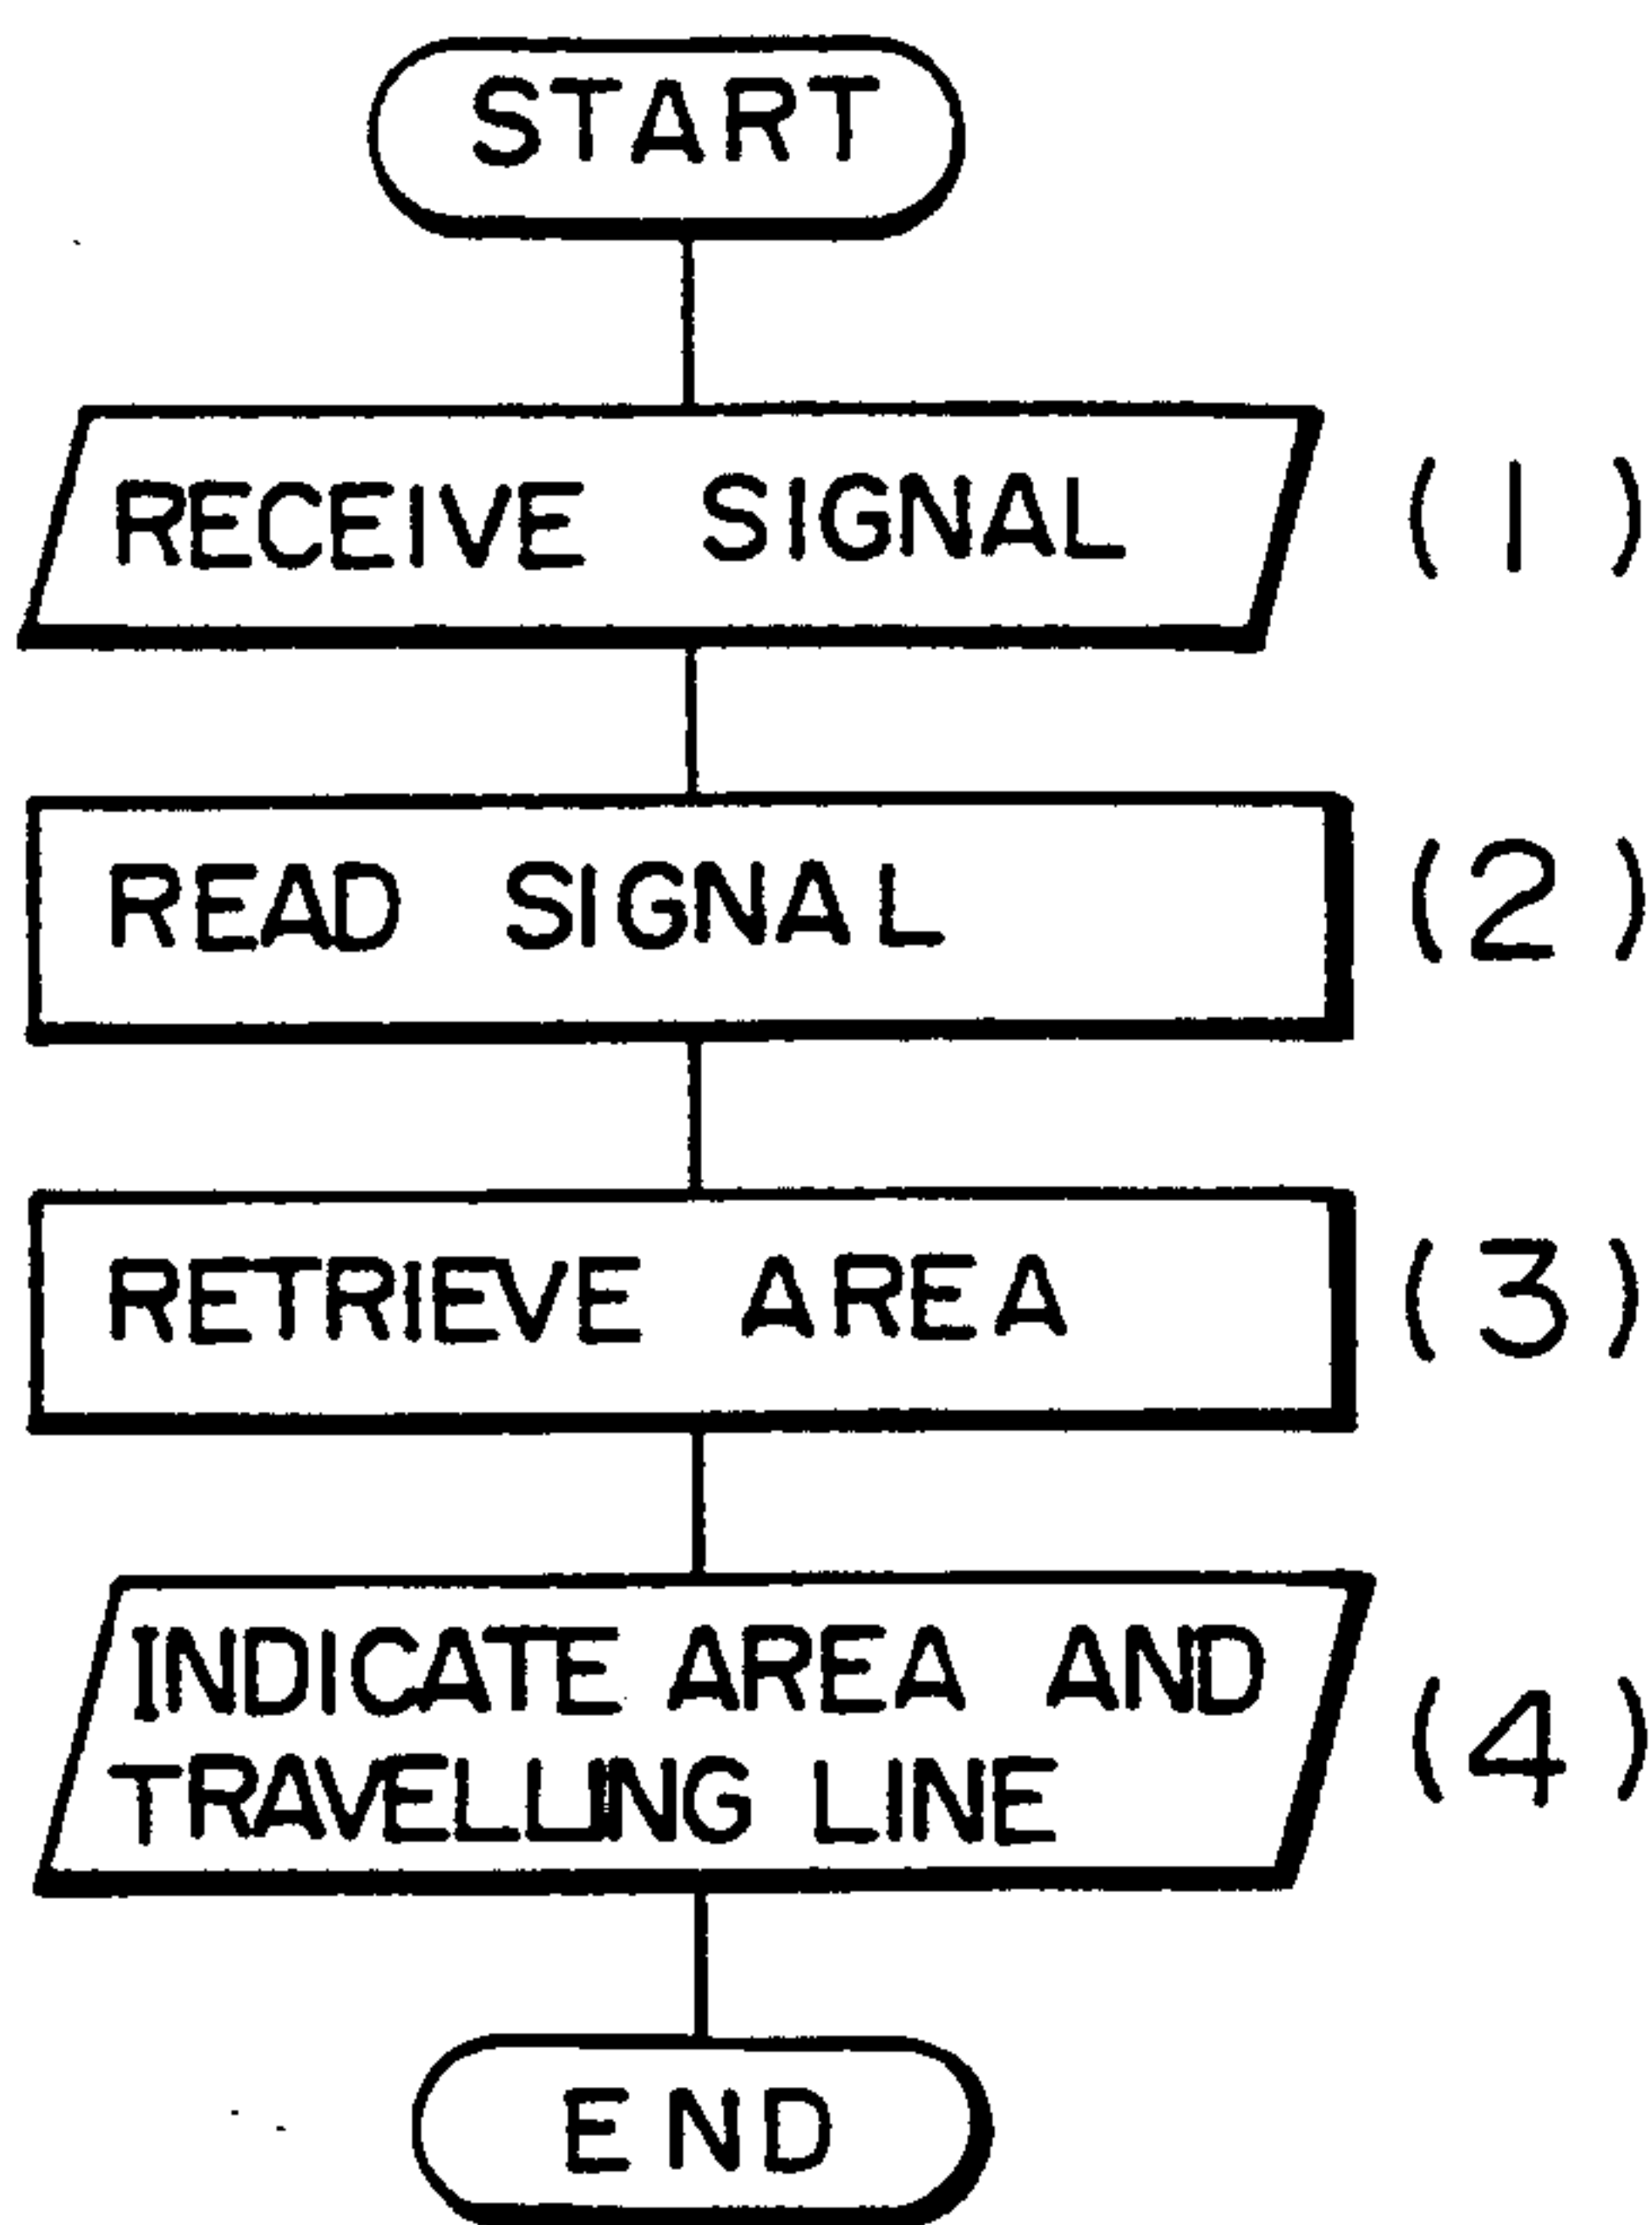 START
RECEIVE SIGNAL (1)
READ SIGNAL (2)
RETRIEVE AREA (3)
INDICATE AREA AND
TRAVELLING LINE (4)
END